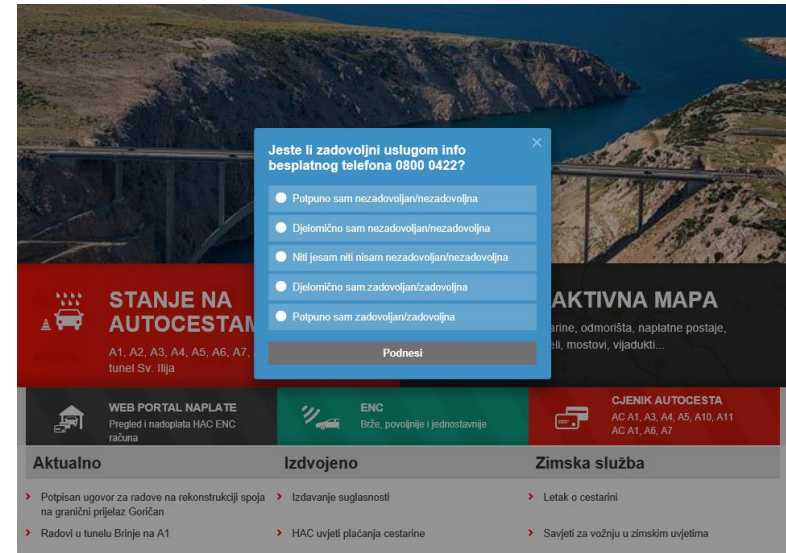 Jeste li zadovoljni uslugom info
besplatnog telefona 0800 0422?
Potpuno sam nezadovoljan/nezadovoljna
Djelomično sam nezadovoljan/nezadovoljna
Niti jesam niti nisam nezadovoljan/nezadovoljna
Djelomično sam zadovoljan/zadovoljna
Potpuno sam zadovoljan/zadovoljna
Podnesi
STANJE NA
AUTOCESTAM
A1, A2, A3, A4, A5, A6, A7,
tunel Sv. Ilija
AKTIVNA MAPA
arine, odmorišta, naplatne postaje,
eli, mostovi, vijadukti...
WEB PORTAL NAPLATE
Pregled i nadoplata HAC ENC
računa
ENC
Brže, povoljnije i jednostavnije
CJENIK AUTOCESTA
AC A1, A3, A4, A5, A10, A11
AC A1, A6, A7
Aktualno
Potpisan ugovor za radove na rekonstrukciji spoja
na granični prijelaz Goričan
Radovi u tunelu Brinje na A1
Izdvojeno
Izdavanje suglasnosti
HAC uvjeti plaćanja cestarine
Zimska služba
Letak o cestarini
Savjeti za vožnju u zimskim uvjetima